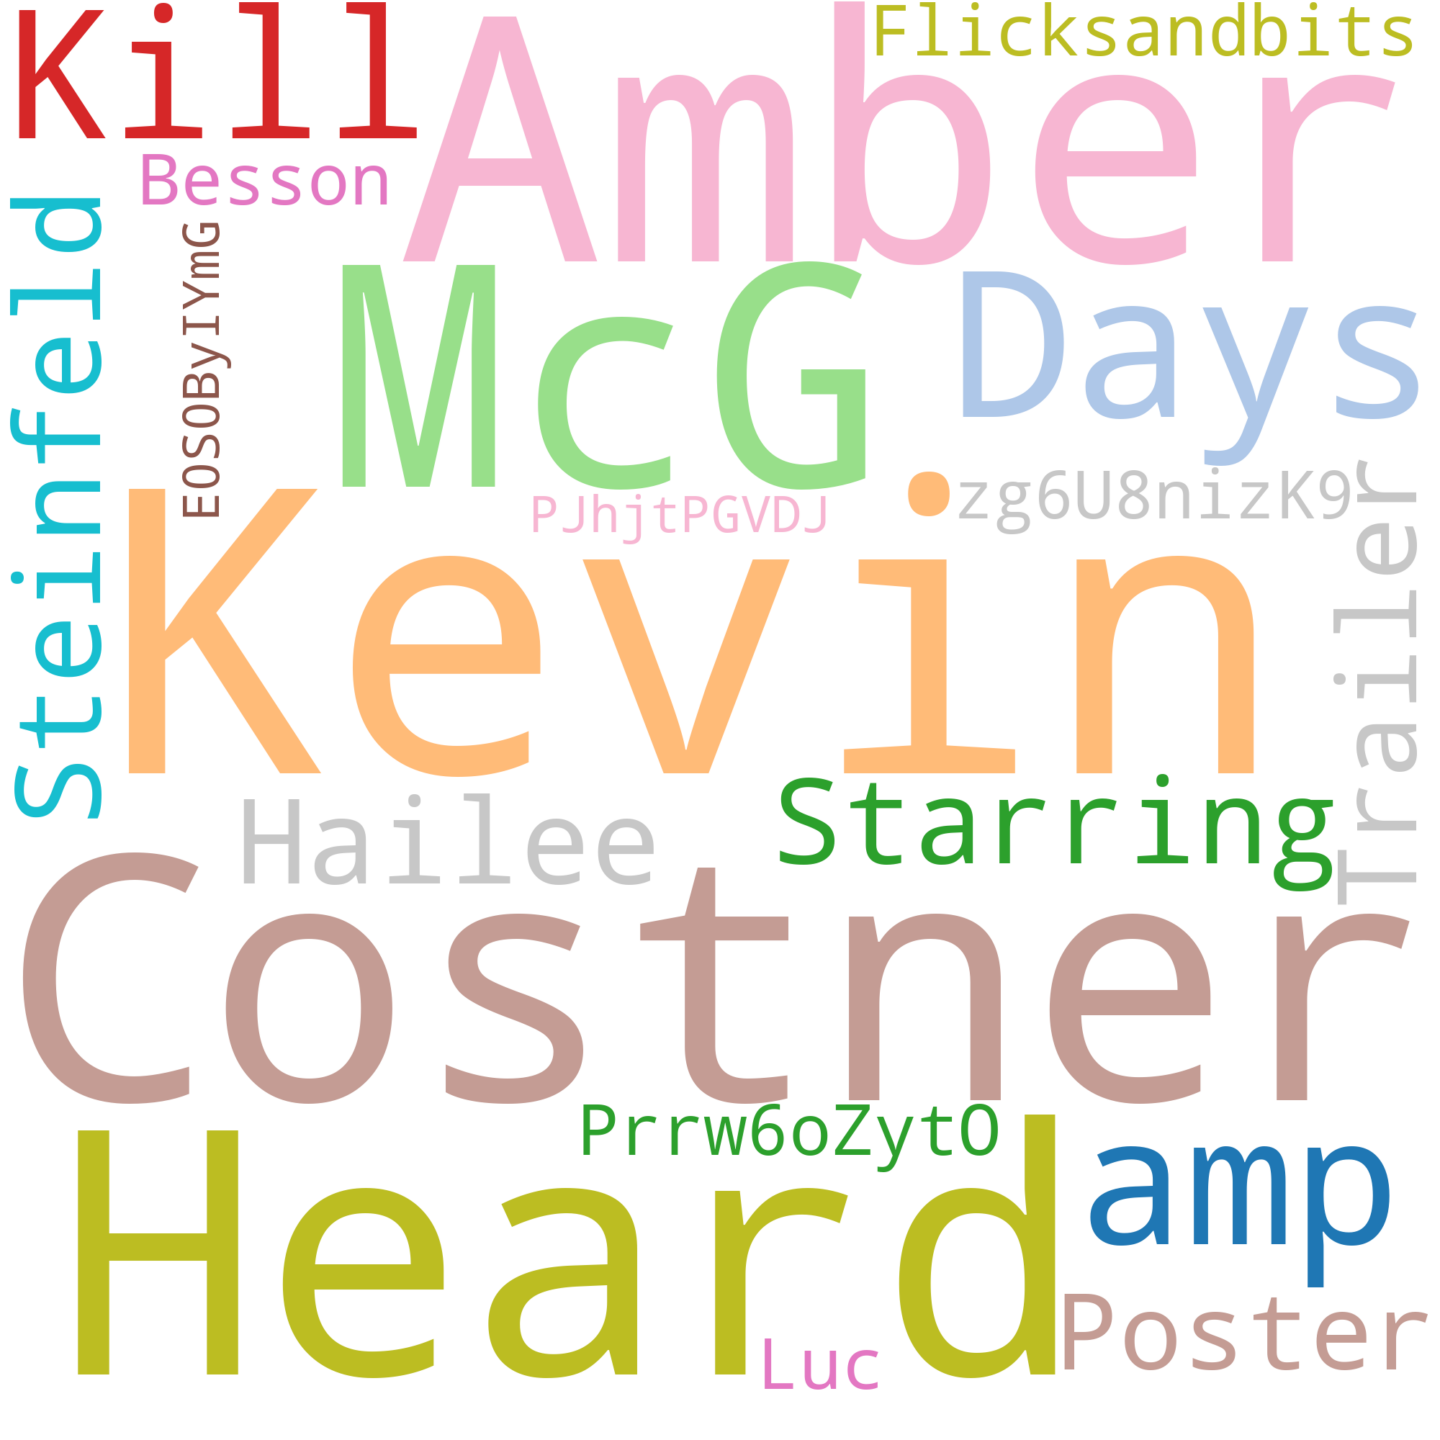 Kill
Amber
Flicksandbits
Besson
Steinfeld
EOSOByIYmG
McG
Days
PJhjtPGVDJ
zg6U8nizK9
Trailer
Kevin
Hailee
Starring
Costner
Prrw6oZytO
Heard
amp
Poster
Luc